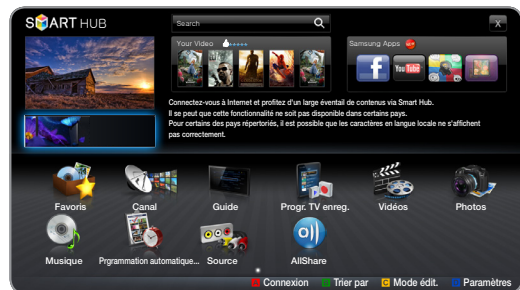 SMART HUB
Search
X
Your Video
Samsung Apps
You Tube
Connectez-vous à Internet et profitez d'un large éventail de contenus via Smart Hub.
Il se peut que cette fonctionnalité ne soit pas disponible dans certains pays.
Pour certains des pays répertoriés, il est possible que les caractères en langue locale ne s'affichent
pas correctement.
Favoris
Canal
Guide
Progr. TV enreg.
Vidéos
Photos
Musique
Prgrammation automatique...
Source
AllShare
Connexion
Trier par
C Mode édit.
Paramètres